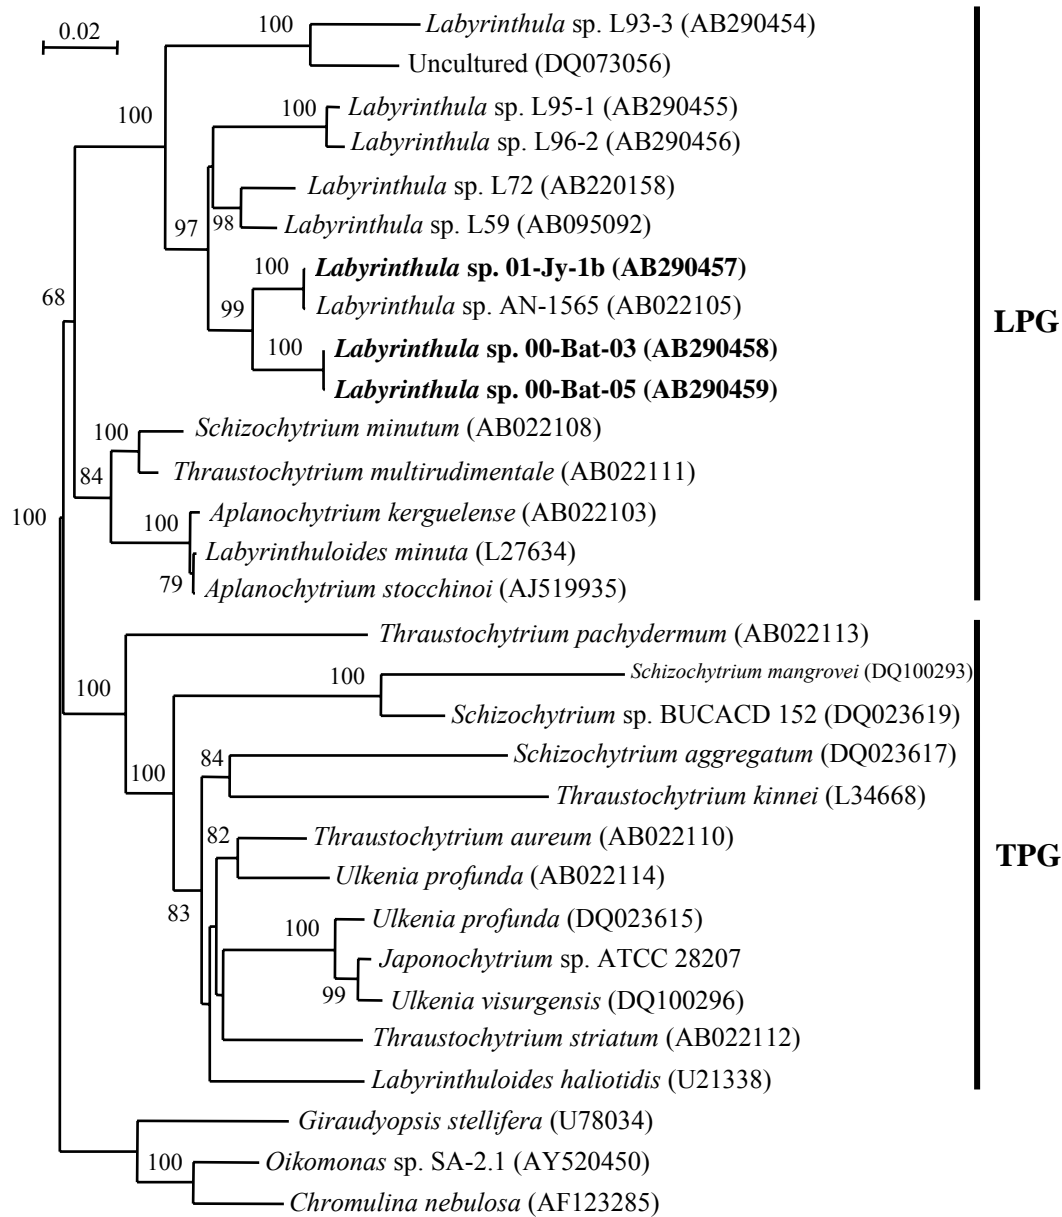 0.02
100
Labyrinthula sp. L93-3 (AB290454)
Uncultured (DQ073056)
100
100
Labyrinthula sp. L95-1 (AB290455)
Labyrinthula sp. L96-2 (AB290456)
Labyrinthula sp. L72 (AB220158)
97
98
Labyrinthula sp. L59 (AB095092)
100
Labyrinthula sp. 01-Jy-1b (AB290457)
68
99
Labyrinthula sp. AN-1565 (AB022105)
LPG
100
Labyrinthula sp. 00-Bat-03 (AB290458)
Labyrinthula sp. 00-Bat-05 (AB290459)
100
Schizochytrium minutum (AB022108)
84
Thraustochytrium multirudimentale (AB022111)
100
100
Aplanochytrium kerguelense (AB022103)
Labyrinthuloides minuta (L27634)
79
Aplanochytrium stocchinoi (AJ519935)
Thraustochytrium pachydermum (AB022113)
100
100
Schizochytrium mangrovei (DQ100293)
Schizochytrium sp. BUCACD 152 (DQ023619)
100
84
Schizochytrium aggregatum (DQ023617)
Thraustochytrium kinnei (L34668)
82
Thraustochytrium aureum (AB022110)
TPG
Ulkenia profunda (AB022114)
83
100
Ulkenia profunda (DQ023615)
Japonochytrium sp. ATCC 28207
99
Ulkenia visurgensis (DQ100296)
Thraustochytrium striatum (AB022112)
Labyrinthuloides haliotidis (U21338)
Giraudyopsis stellifera (U78034)
100
Oikomonas sp. SA-2.1 (AY520450)
Chromulina nebulosa (AF123285)